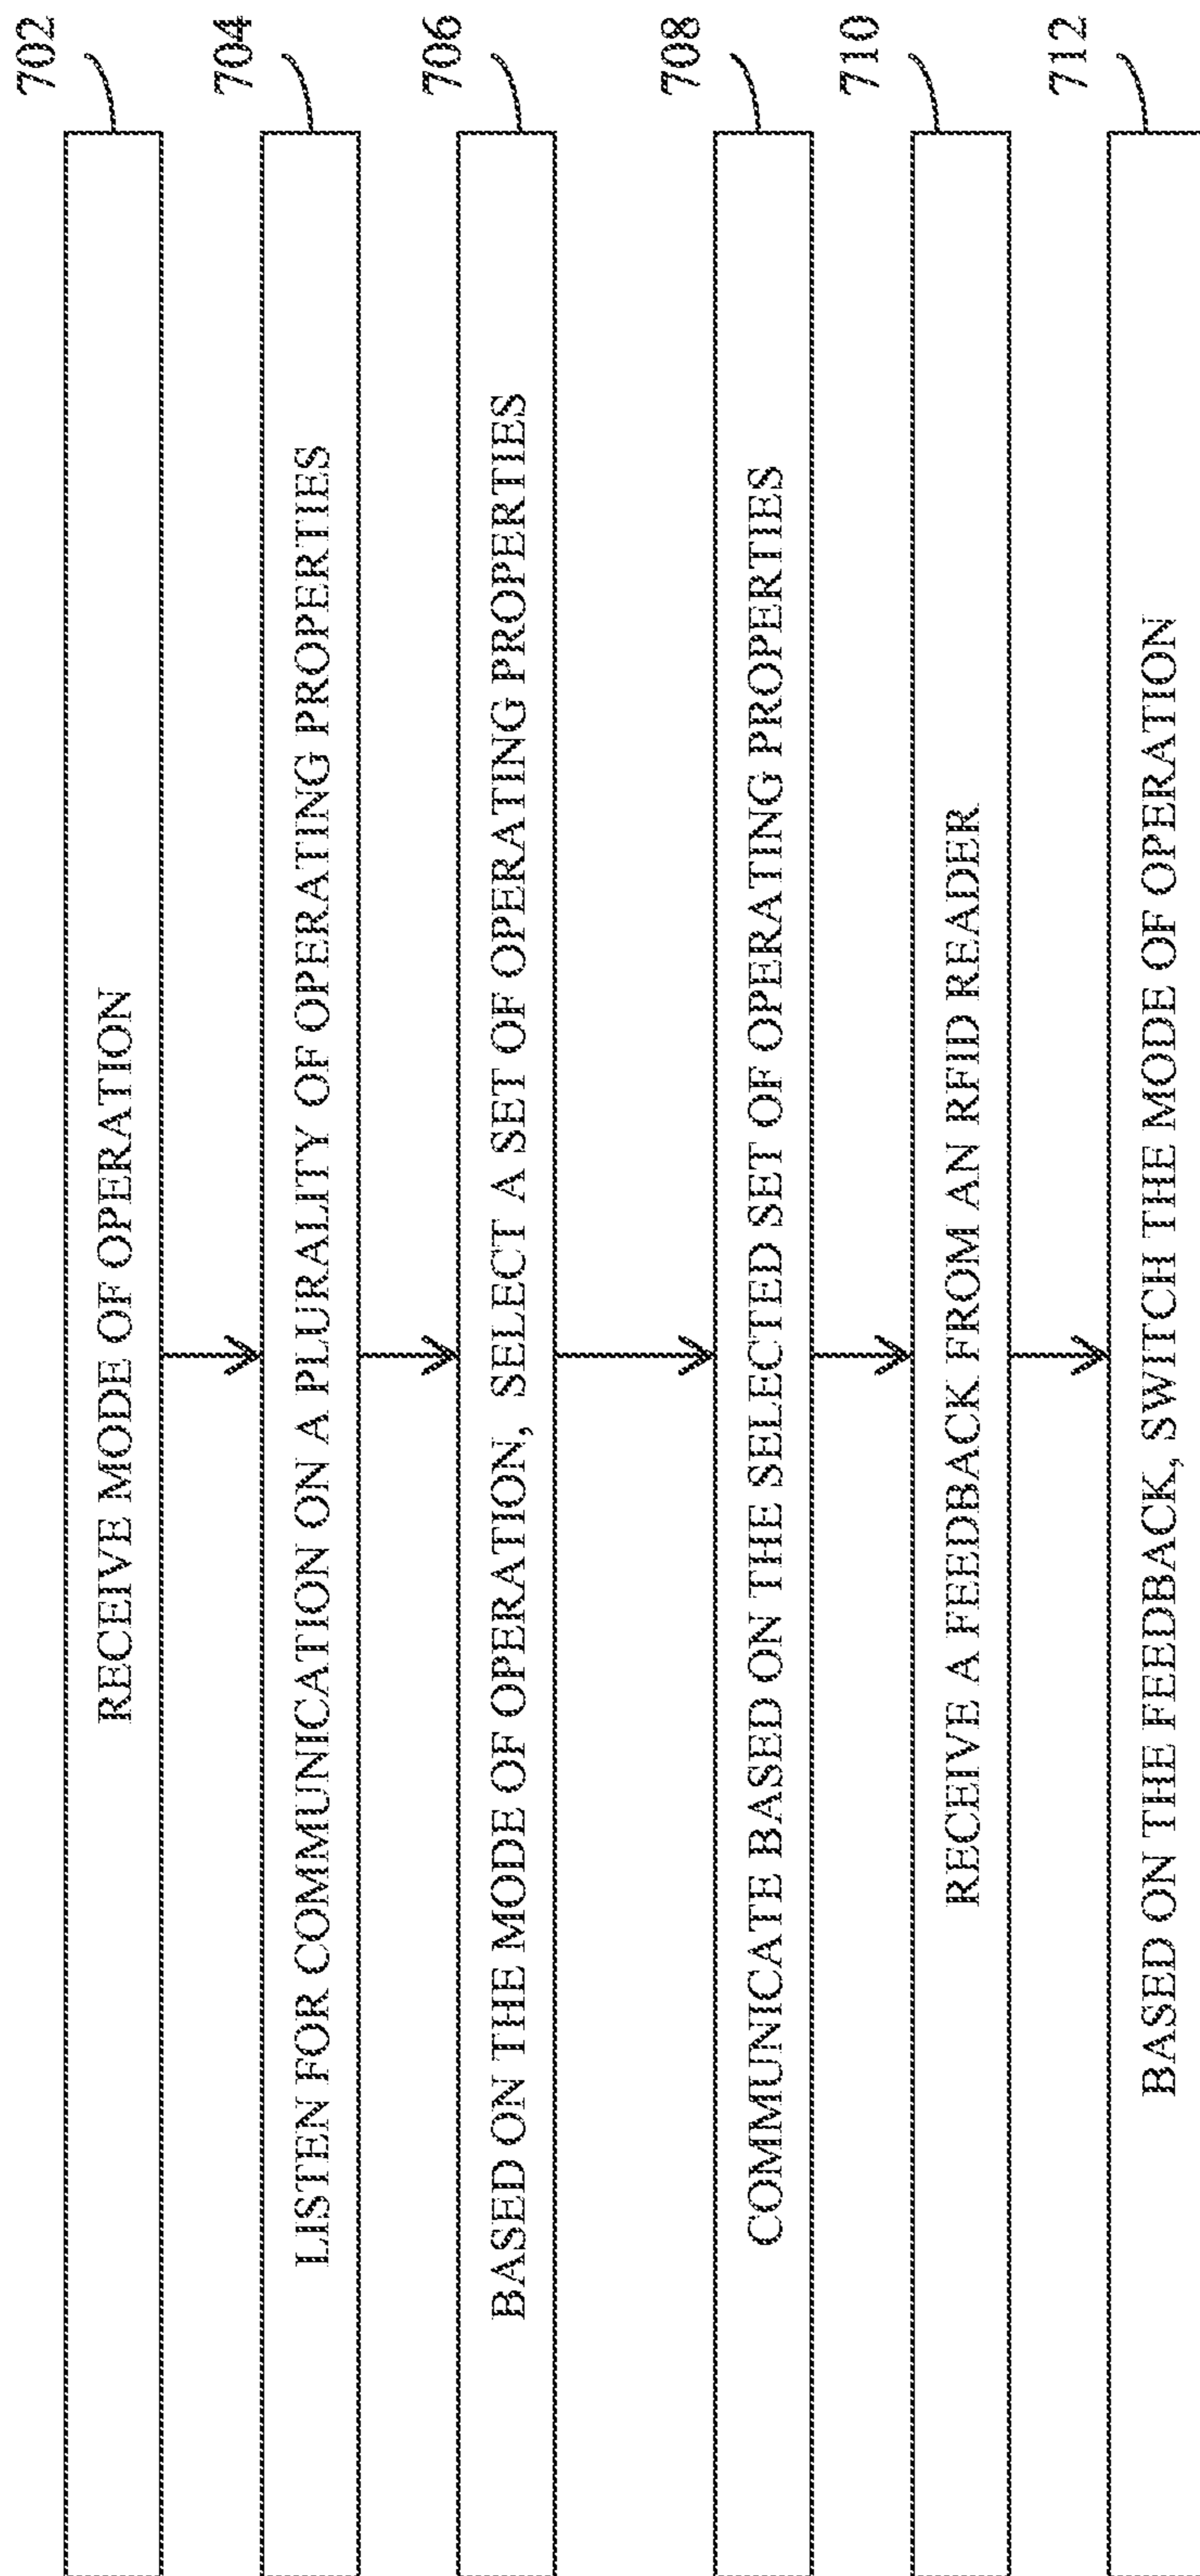 702
RECEIVE MODE OF OPERATION
704
LISTEN FOR COMMUNICATION ON A PLURALITY OF OPERATING PROPERTIES
706
BASED ON THE MODE OF OPERATION, SELECT A SET OF OPERATING PROPERTIES
708
COMMUNICATE BASED ON THE SELECTED SET OF OPERATING PROPERTIES
710
RECEIVE A FEEDBACK FROM AN RFID READER
712
BASED ON THE FEEDBACK, SWITCH THE MODE OF OPERATION